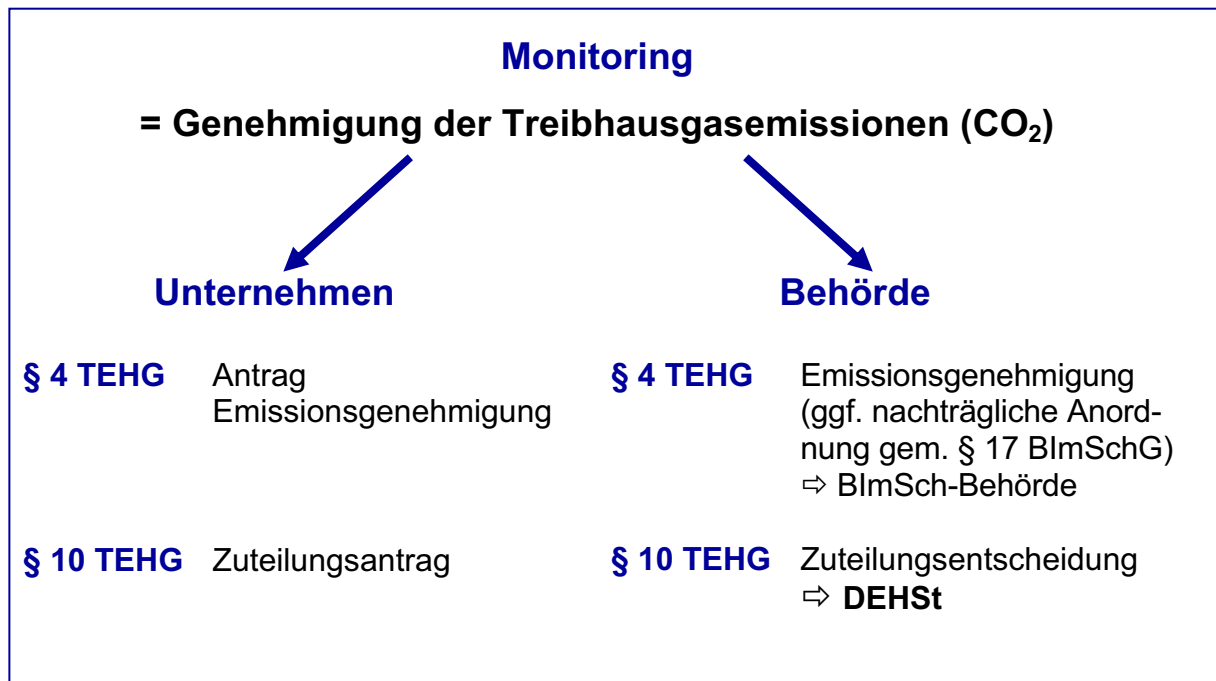 Monitoring
= Genehmigung der Treibhausgasemissionen (CO₂)
Unternehmen
§ 4 TEHG Antrag
Emissionsgenehmigung
§ 10 TEHG Zuteilungsantrag
Behörde
§ 4 TEHG Emissionsgenehmigung
(ggf. nachträgliche Anord-
nung gem. § 17 BImSchG)
⇨ BImSch-Behörde
§ 10 TEHG Zuteilungsentscheidung
⇨ DEHSt